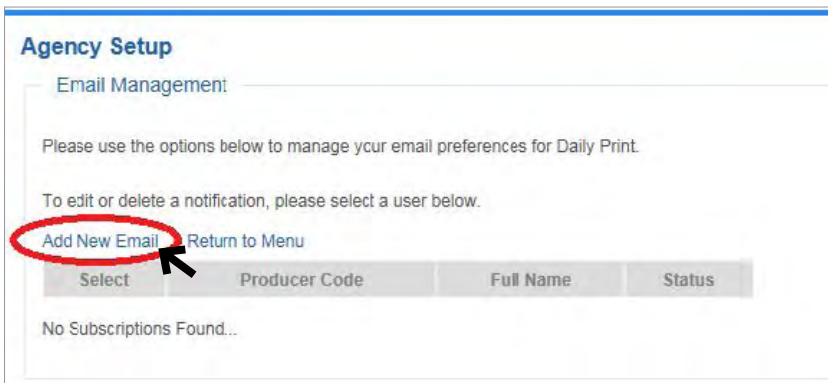 Agency Setup
Email Management
Please use the options below to manage your email preferences for Daily Print.
To edit or delete a notification, please select a user below.
Add New Email Return to Menu
Select Producer Code Full Name Status
No Subscriptions Found...